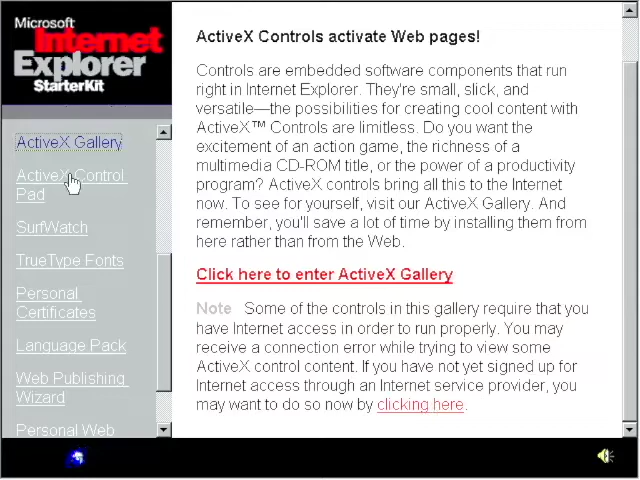 Microsoft
Internet
Explorer
StarterKit
ActiveX Gallery
ActiveX Control
Pad
SurfWatch
TrueType Fonts
Personal
Certificates
Language Pack
Web Publishing
Wizard
Personal Web
ActiveX Controls activate Web pages!
Controls are embedded software components that run
right in Internet Explorer. They're small, slick, and
versatile—the possibilities for creating cool content with
ActiveX™ Controls are limitless. Do you want the
excitement of an action game, the richness of a
multimedia CD-ROM title, or the power of a productivity
program? ActiveX controls bring all this to the Internet
now. To see for yourself, visit our ActiveX Gallery. And
remember, you'll save a lot of time by installing them from
here rather than from the Web.
Click here to enter ActiveX Gallery
Note Some of the controls in this gallery require that you
have Internet access in order to run properly. You may
receive a connection error while trying to view some
ActiveX control content. If you have not yet signed up for
Internet access through an Internet service provider, you
may want to do so now by clicking here.